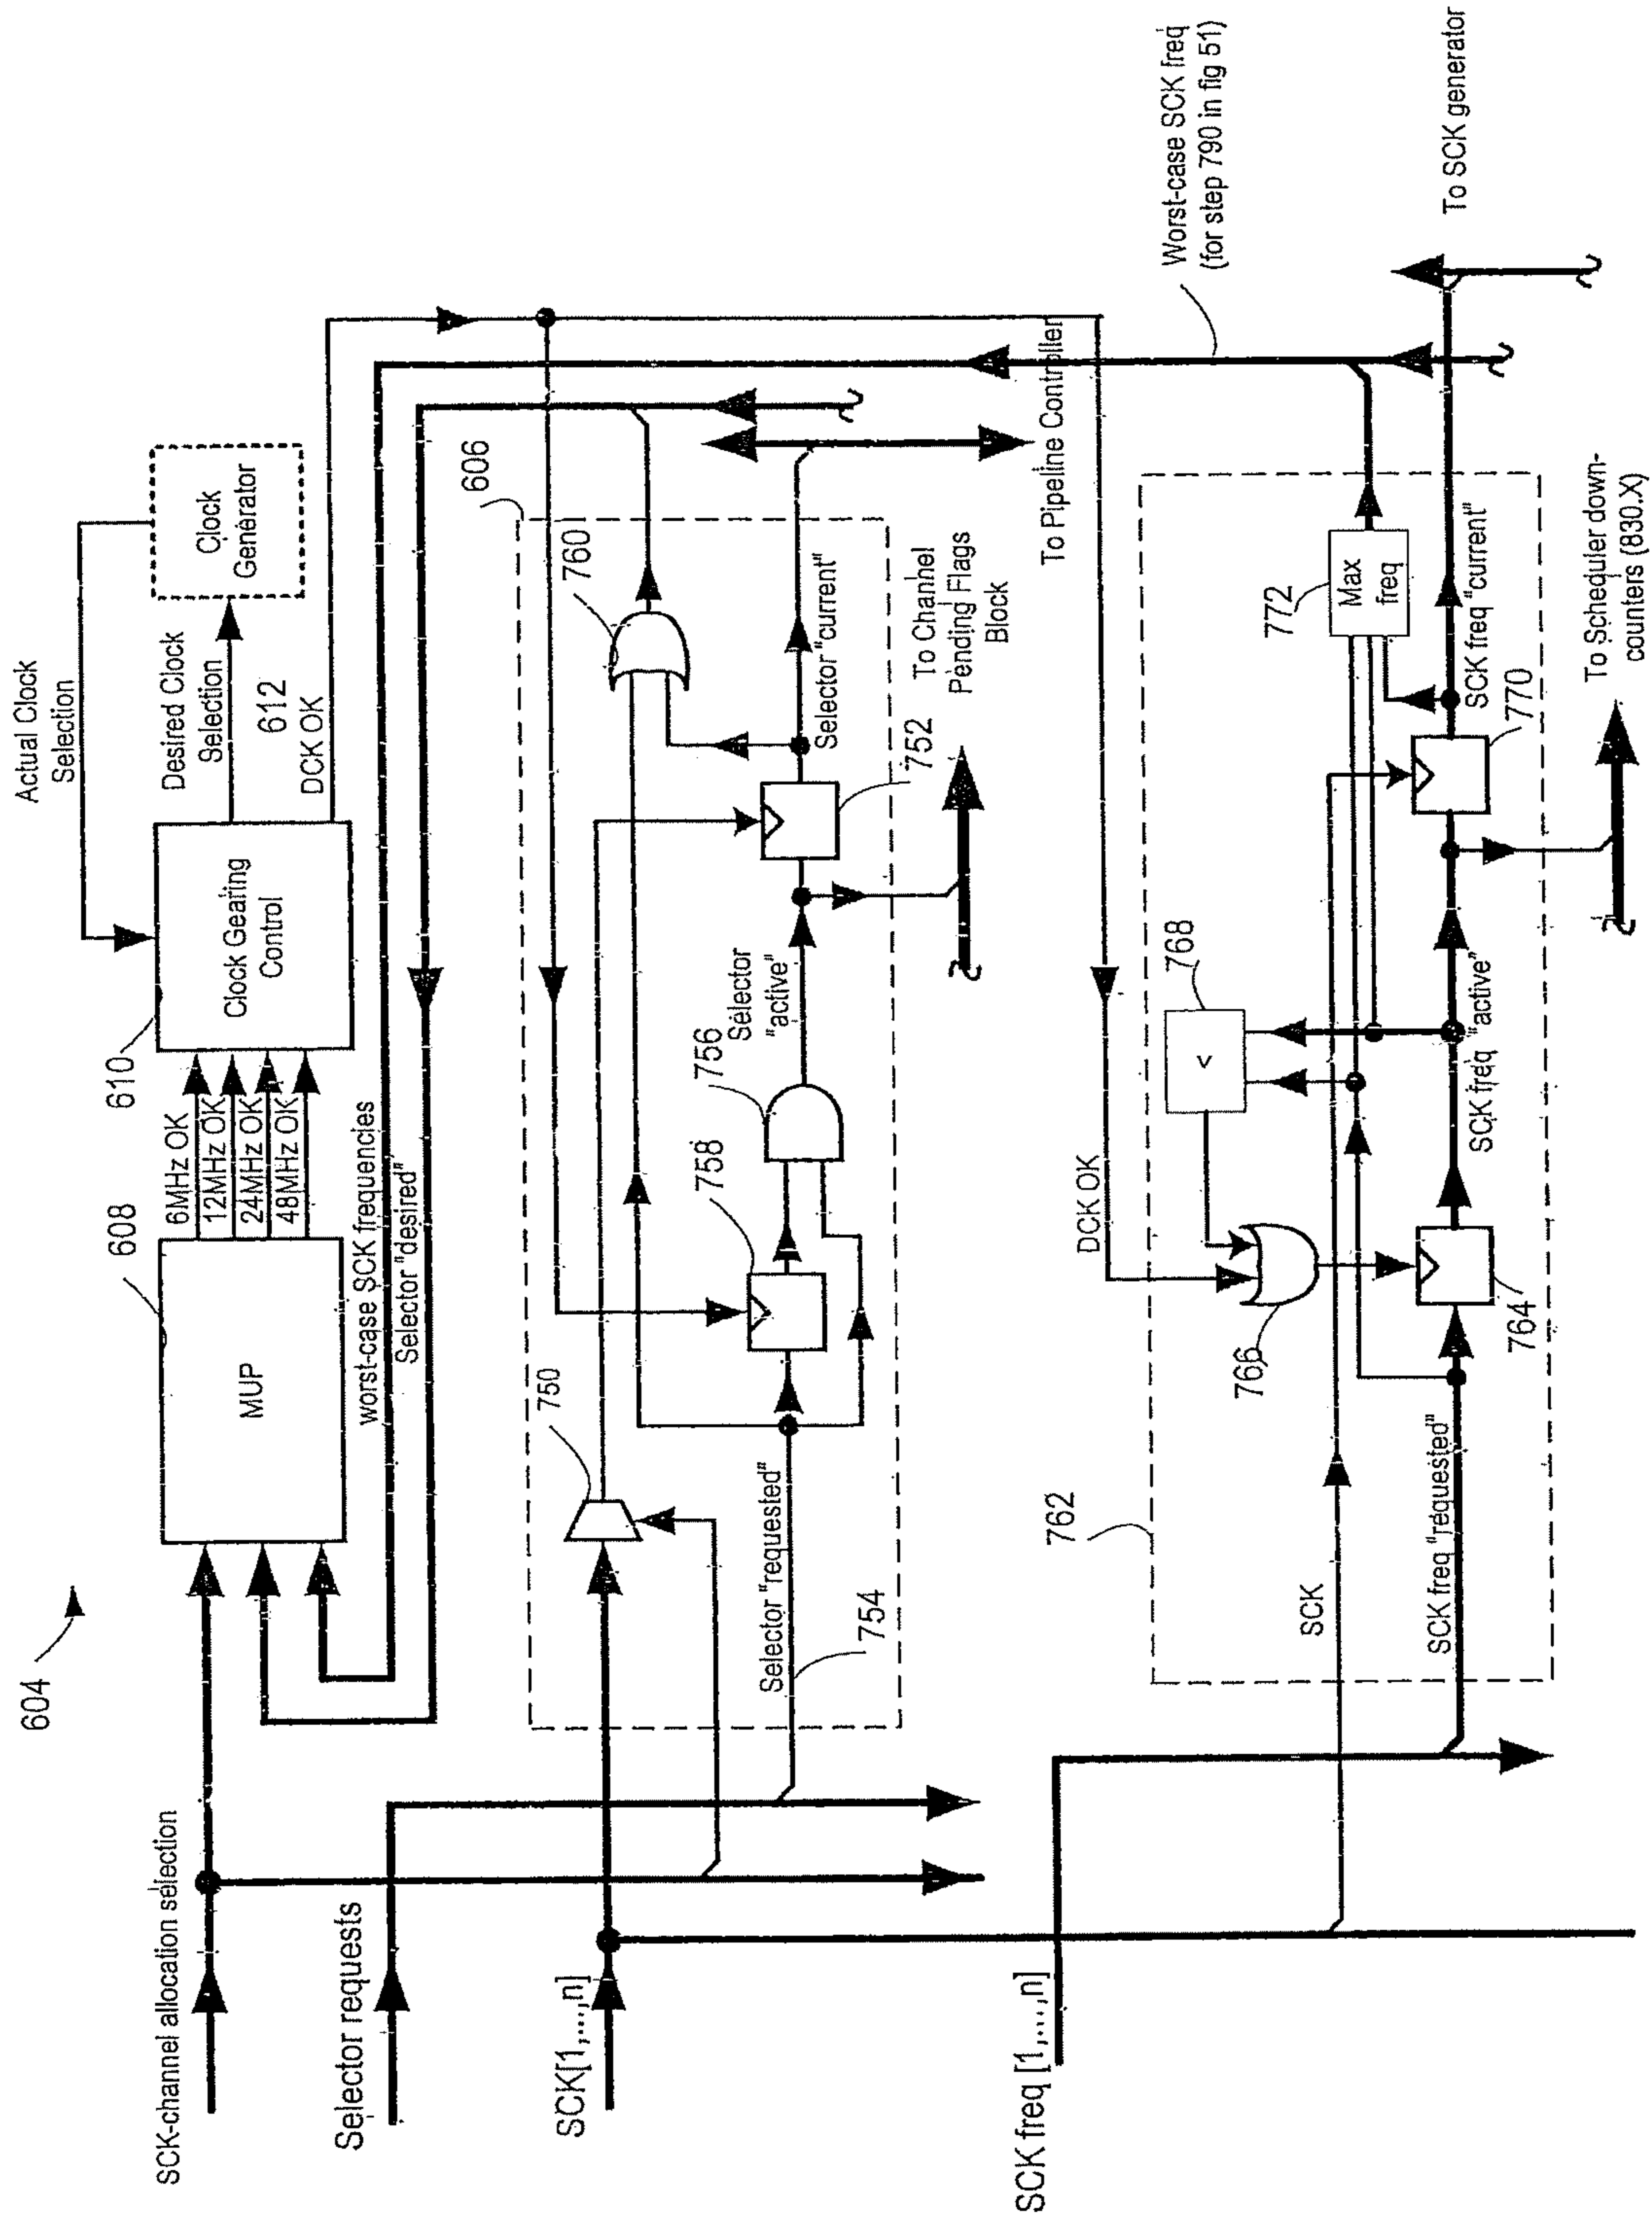 604
SCK-channel allocation selection
Selector requests
SCK[1,...,n]
SCK freq [1,...,n]
608
MUP
6MHz OK
12MHz OK
24MHz OK
48MHz OK
610
Clock Gearing
Control
Actual Clock
Selection
Desired Clock
Selection
612
DCK OK
Clock
Generator
worst-case SCK frequencies
Selector "desired"
606
750
Selector "requested"
754
758
756
Selector
"active"
760
752
Selector "current"
To Channel
Pending Flags
Block
To Pipeline Controller
Worst-case SCK freq
(for step 790 in fig 51)
To SCK generator
762
DCK OK
SCK
SCK freq "requested"
766
764
768
<
SCK freq "active"
772
Max
freq
SCK freq "current"
770
To Scheduler down-
counters (830.X)